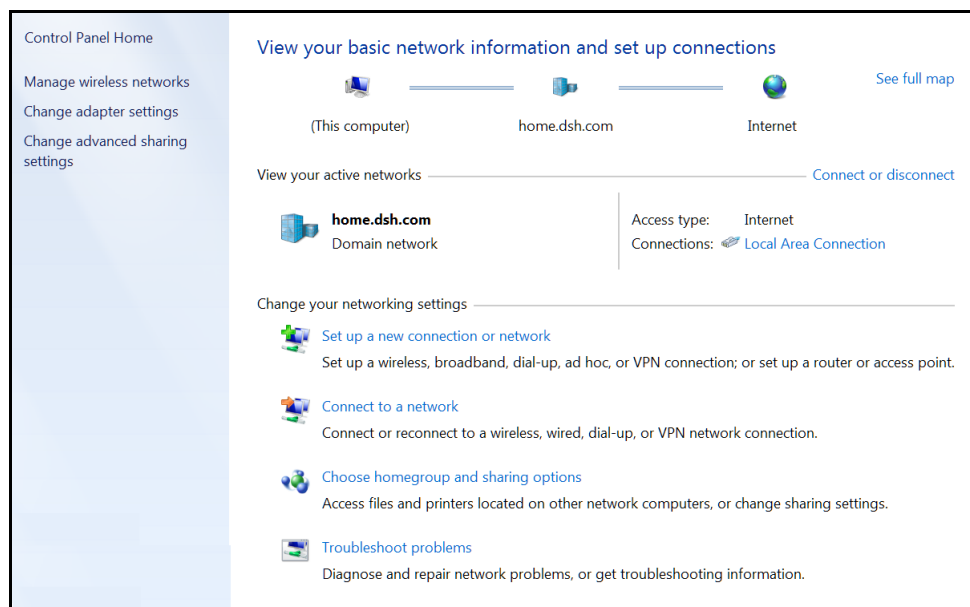 Control Panel Home
Manage wireless networks
Change adapter settings
Change advanced sharing
settings
View your basic network information and set up connections
See full map
(This computer)
home.dsh.com
Internet
View your active networks
Connect or disconnect
home.dsh.com
Domain network
Access type: Internet
Connections: Local Area Connection
Change your networking settings
Set up a new connection or network
Set up a wireless, broadband, dial-up, ad hoc, or VPN connection; or set up a router or access point.
Connect to a network
Connect or reconnect to a wireless, wired, dial-up, or VPN network connection.
Choose homegroup and sharing options
Access files and printers located on other network computers, or change sharing settings.
Troubleshoot problems
Diagnose and repair network problems, or get troubleshooting information.